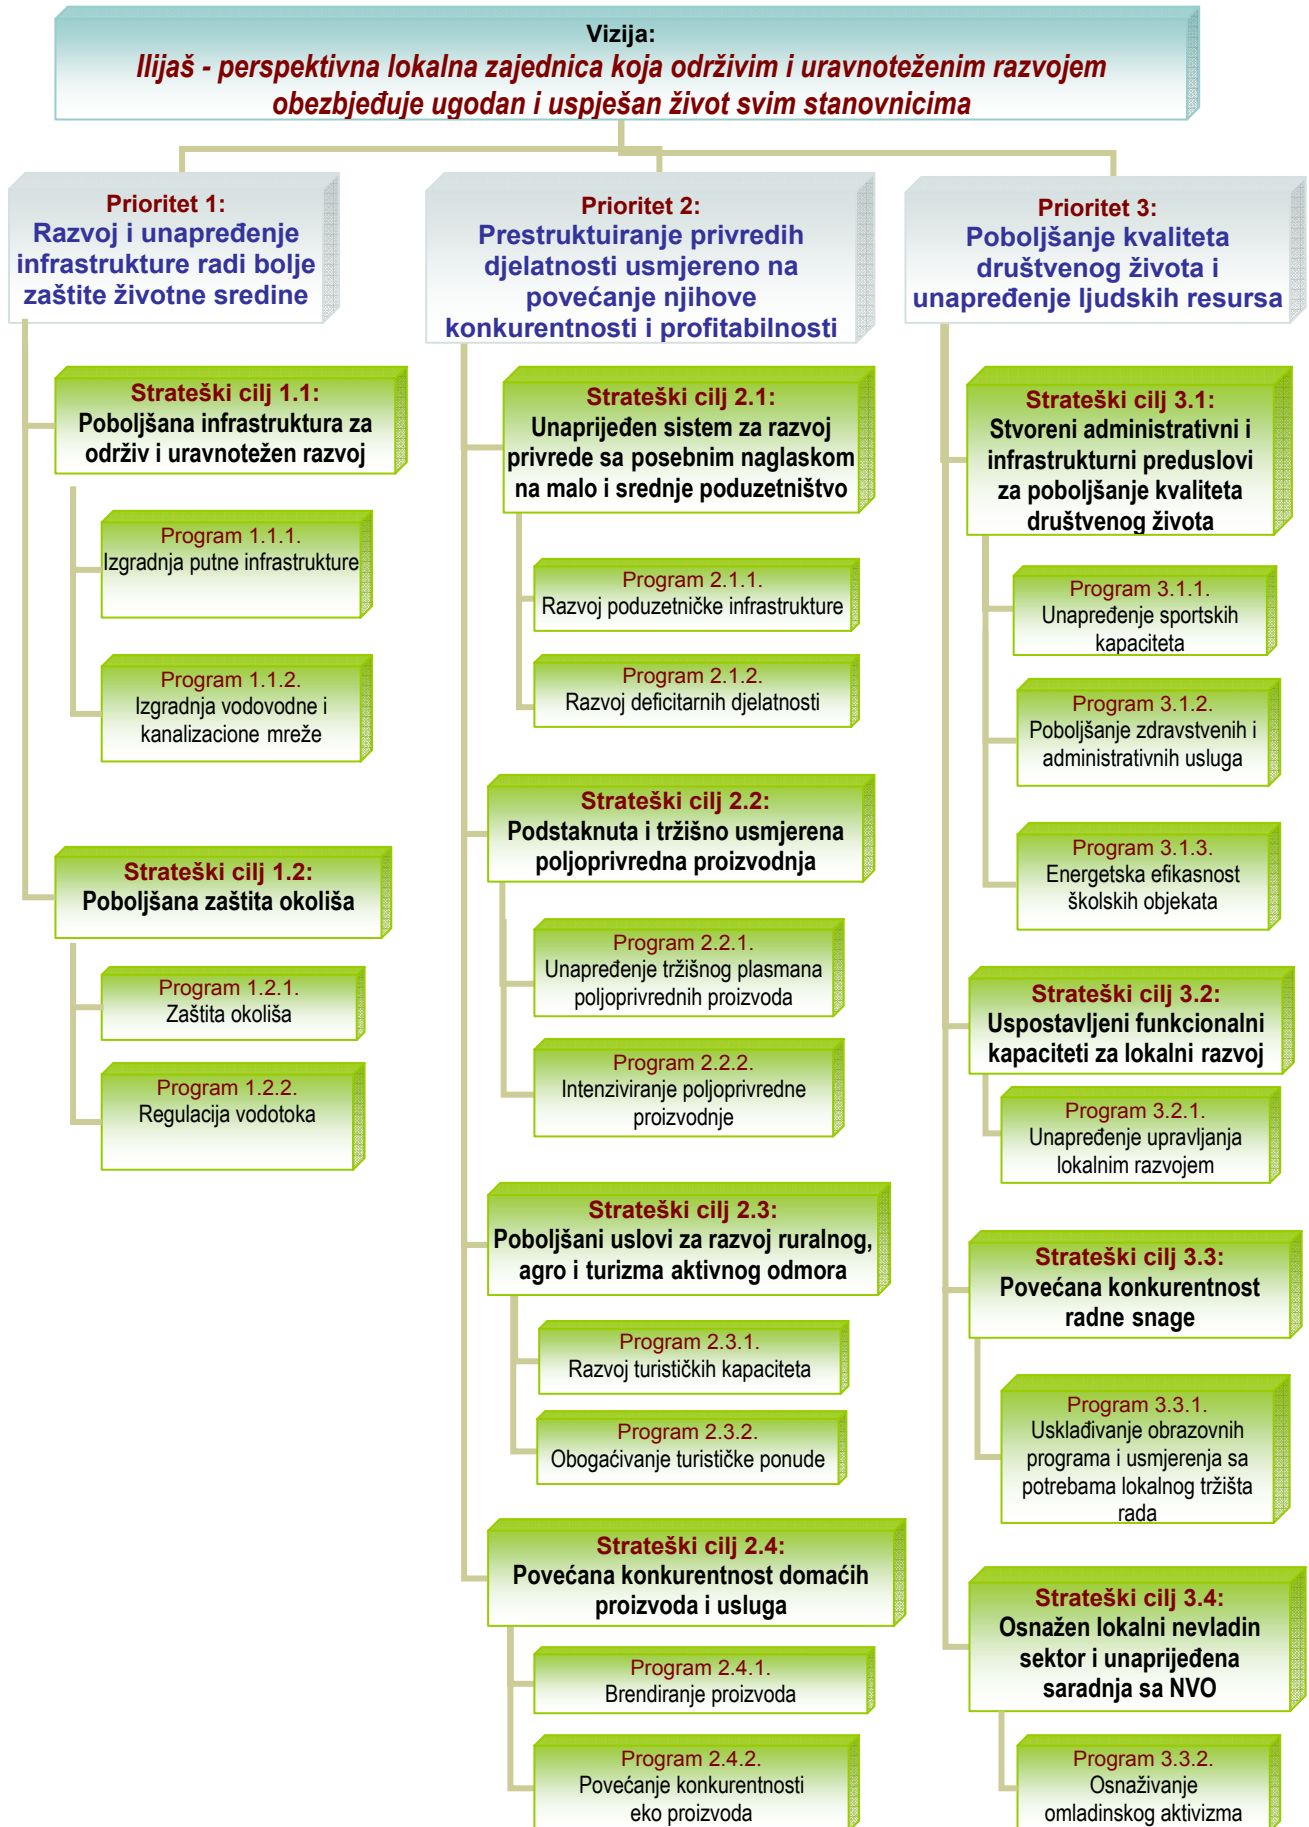 Vizija:
Ilijaš - perspektivna lokalna zajednica koja održivim i uravnoteženim razvojem
obezbjeđuje ugodan i uspješan život svim stanovnicima
Prioritet 1:
Razvoj i unapređenje
infrastrukture radi bolje
zaštite životne sredine
Strateški cilj 1.1:
Poboljšana infrastruktura za
održiv i uravnotežen razvoj
Program 1.1.1.
Izgradnja putne infrastrukture
Program 1.1.2.
Izgradnja vodovodne i
kanalizacione mreže
Strateški cilj 1.2:
Poboljšana zaštita okoliša
Program 1.2.1.
Zaštita okoliša
Program 1.2.2.
Regulacija vodotoka
Prioritet 2:
Prestruktuiranje privredih
djelatnosti usmjereno na
povećanje njihove
konkurentnosti i profitabilnosti
Strateški cilj 2.1:
Unaprijeđen sistem za razvoj
privrede sa posebnim naglaskom
na malo i srednje poduzetništvo
Program 2.1.1.
Razvoj poduzetničke infrastrukture
Program 2.1.2.
Razvoj deficitarnih djelatnosti
Strateški cilj 2.2:
Podstaknuta i tržišno usmjerena
poljoprivredna proizvodnja
Program 2.2.1.
Unapređenje tržišnog plasmana
poljoprivrednih proizvoda
Program 2.2.2.
Intenziviranje poljoprivredne
proizvodnje
Strateški cilj 2.3:
Poboljšani uslovi za razvoj ruralnog,
agro i turizma aktivnog odmora
Program 2.3.1.
Razvoj turističkih kapaciteta
Program 2.3.2.
Obogaćivanje turističke ponude
Strateški cilj 2.4:
Povećana konkurentnost domaćih
proizvoda i usluga
Program 2.4.1.
Brendiranje proizvoda
Program 2.4.2.
Povećanje konkurentnosti
eko proizvoda
Prioritet 3:
Poboljšanje kvaliteta
društvenog života i
unapređenje ljudskih resursa
Strateški cilj 3.1:
Stvoreni administrativni i
infrastrukturni preduslovi
za poboljšanje kvaliteta
društvenog života
Program 3.1.1.
Unapređenje sportskih
kapaciteta
Program 3.1.2.
Poboljšanje zdravstvenih i
administrativnih usluga
Program 3.1.3.
Energetska efikasnost
školskih objekata
Strateški cilj 3.2:
Uspostavljeni funkcionalni
kapaciteti za lokalni razvoj
Program 3.2.1.
Unapređenje upravljanja
lokalnim razvojem
Strateški cilj 3.3:
Povećana konkurentnost
radne snage
Program 3.3.1.
Usklađivanje obrazovnih
programa i usmjerenja sa
potrebama lokalnog tržišta
rada
Strateški cilj 3.4:
Osnažen lokalni nevladin
sektor i unaprijeđena
saradnja sa NVO
Program 3.3.2.
Osnaživanje
omladinskog aktivizma